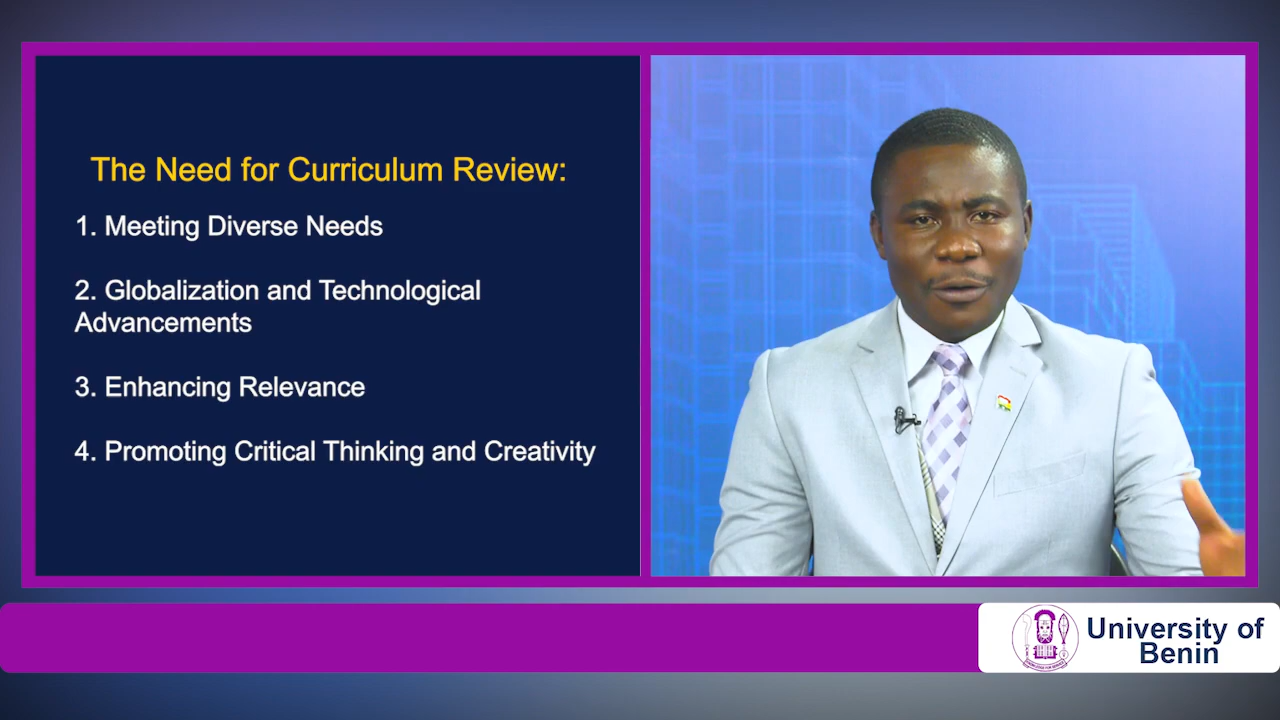 The Need for Curriculum Review:
1. Meeting Diverse Needs
2. Globalization and Technological
Advancements
3. Enhancing Relevance
4. Promoting Critical Thinking and Creativity
University of
Benin